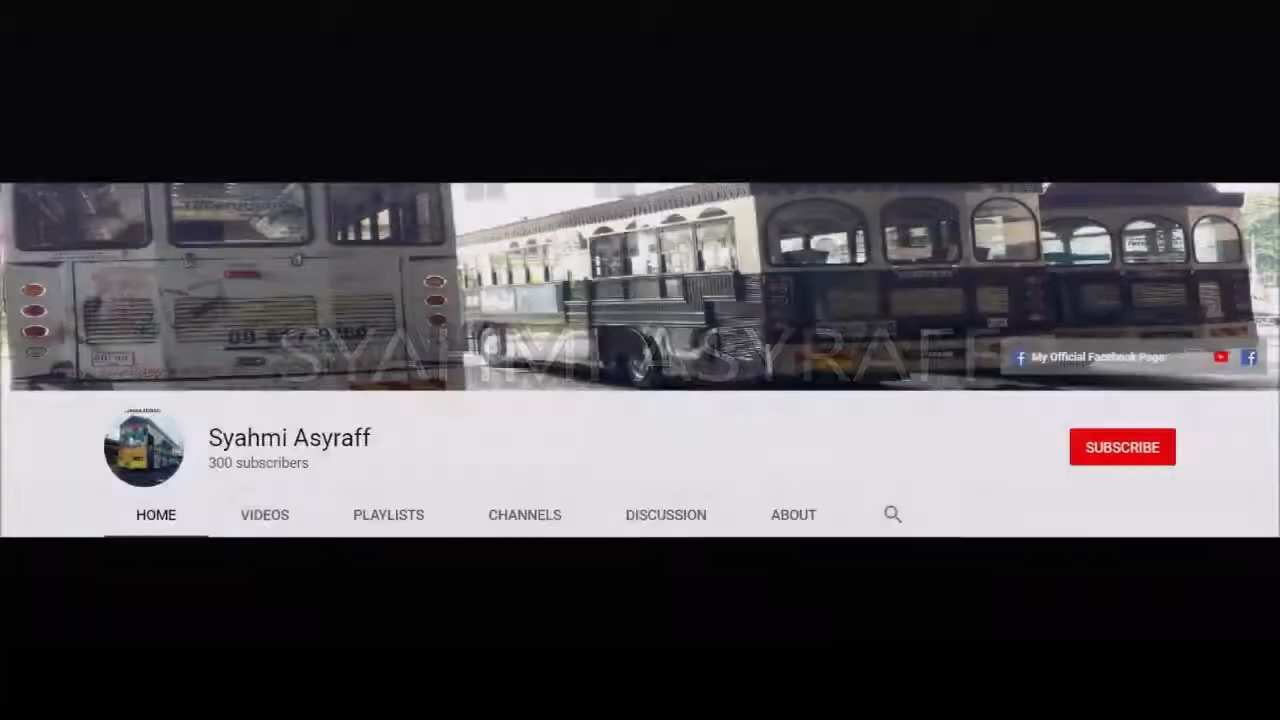 SYAHMI ASYRAFF
My Official Facebook Page
Syahmi Asyraff
300 subscribers
SUBSCRIBE
HOME
VIDEOS
PLAYLISTS
CHANNELS
DISCUSSION
ABOUT